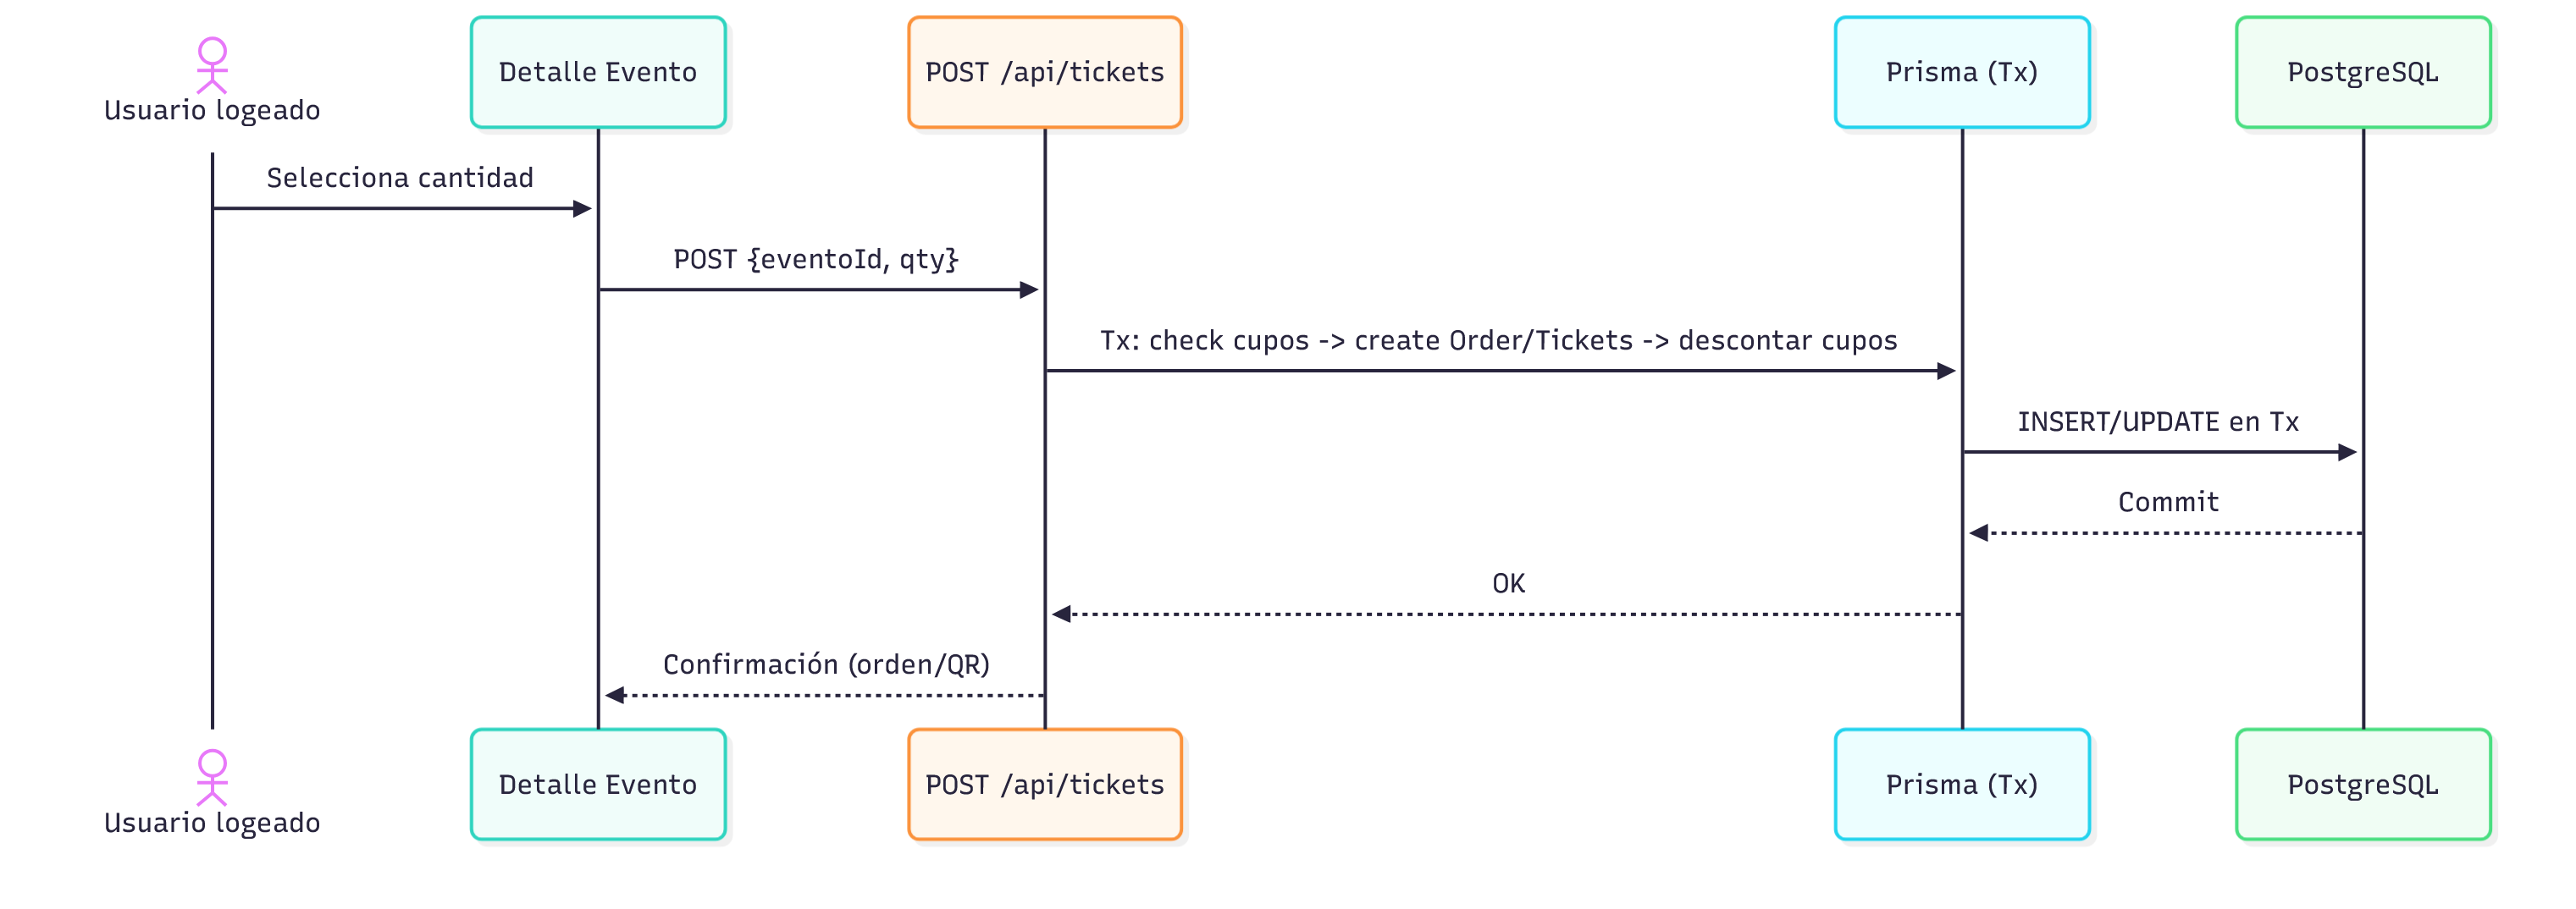 Usuario logeado
Detalle Evento
POST /api/tickets
Prisma (Tx)
PostgreSQL
Selecciona cantidad
POST {eventoId, qty}
Tx: check cupos -> create Order/Tickets -> descontar cupos
INSERT/UPDATE en Tx
Commit
OK
Confirmación (orden/QR)
Usuario logeado
Detalle Evento
POST /api/tickets
Prisma (Tx)
PostgreSQL